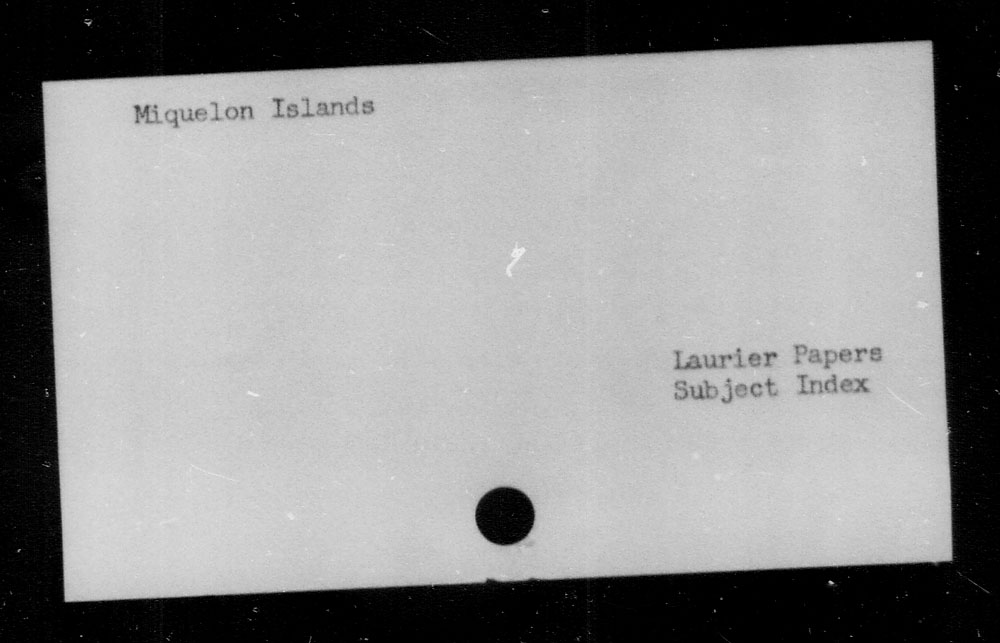 Miquelon Islands
Laurier Papers
Subject Index